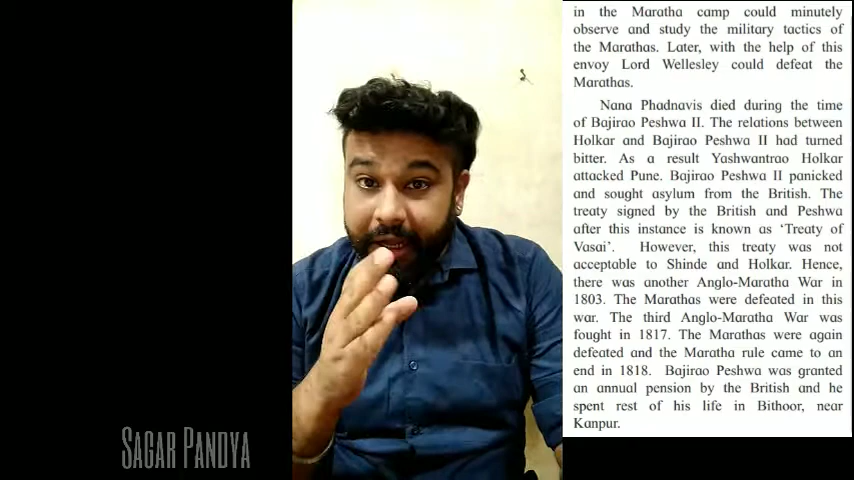 in the Maratha camp could minutely
observe and study the military tactics of
the Marathas. Later, with the help of this
envoy Lord Wellesley could defeat the
Marathas.
Nana Phadnavis died during the time
of Bajirao Peshwa II. The relations between
Holkar and Bajirao Peshwa II had turned
bitter. As a result Yashwantrao Holkar
attacked Pune. Bajirao Peshwa II panicked
and sought asylum from the British. The
treaty signed by the British and Peshwa
after this instance is known as ‘Treaty of
Vasai’. However, this treaty was not
acceptable to Shinde and Holkar. Hence,
there was another Anglo-Maratha War in
1803. The Marathas were defeated in this
war. The third Anglo-Maratha War was
fought in 1817. The Marathas were again
defeated and the Maratha rule came to an
end in 1818. Bajirao Peshwa was granted
an annual pension by the British and he
spent rest of his life in Bithoor, near
Kanpur.
SAGAR PANDYA